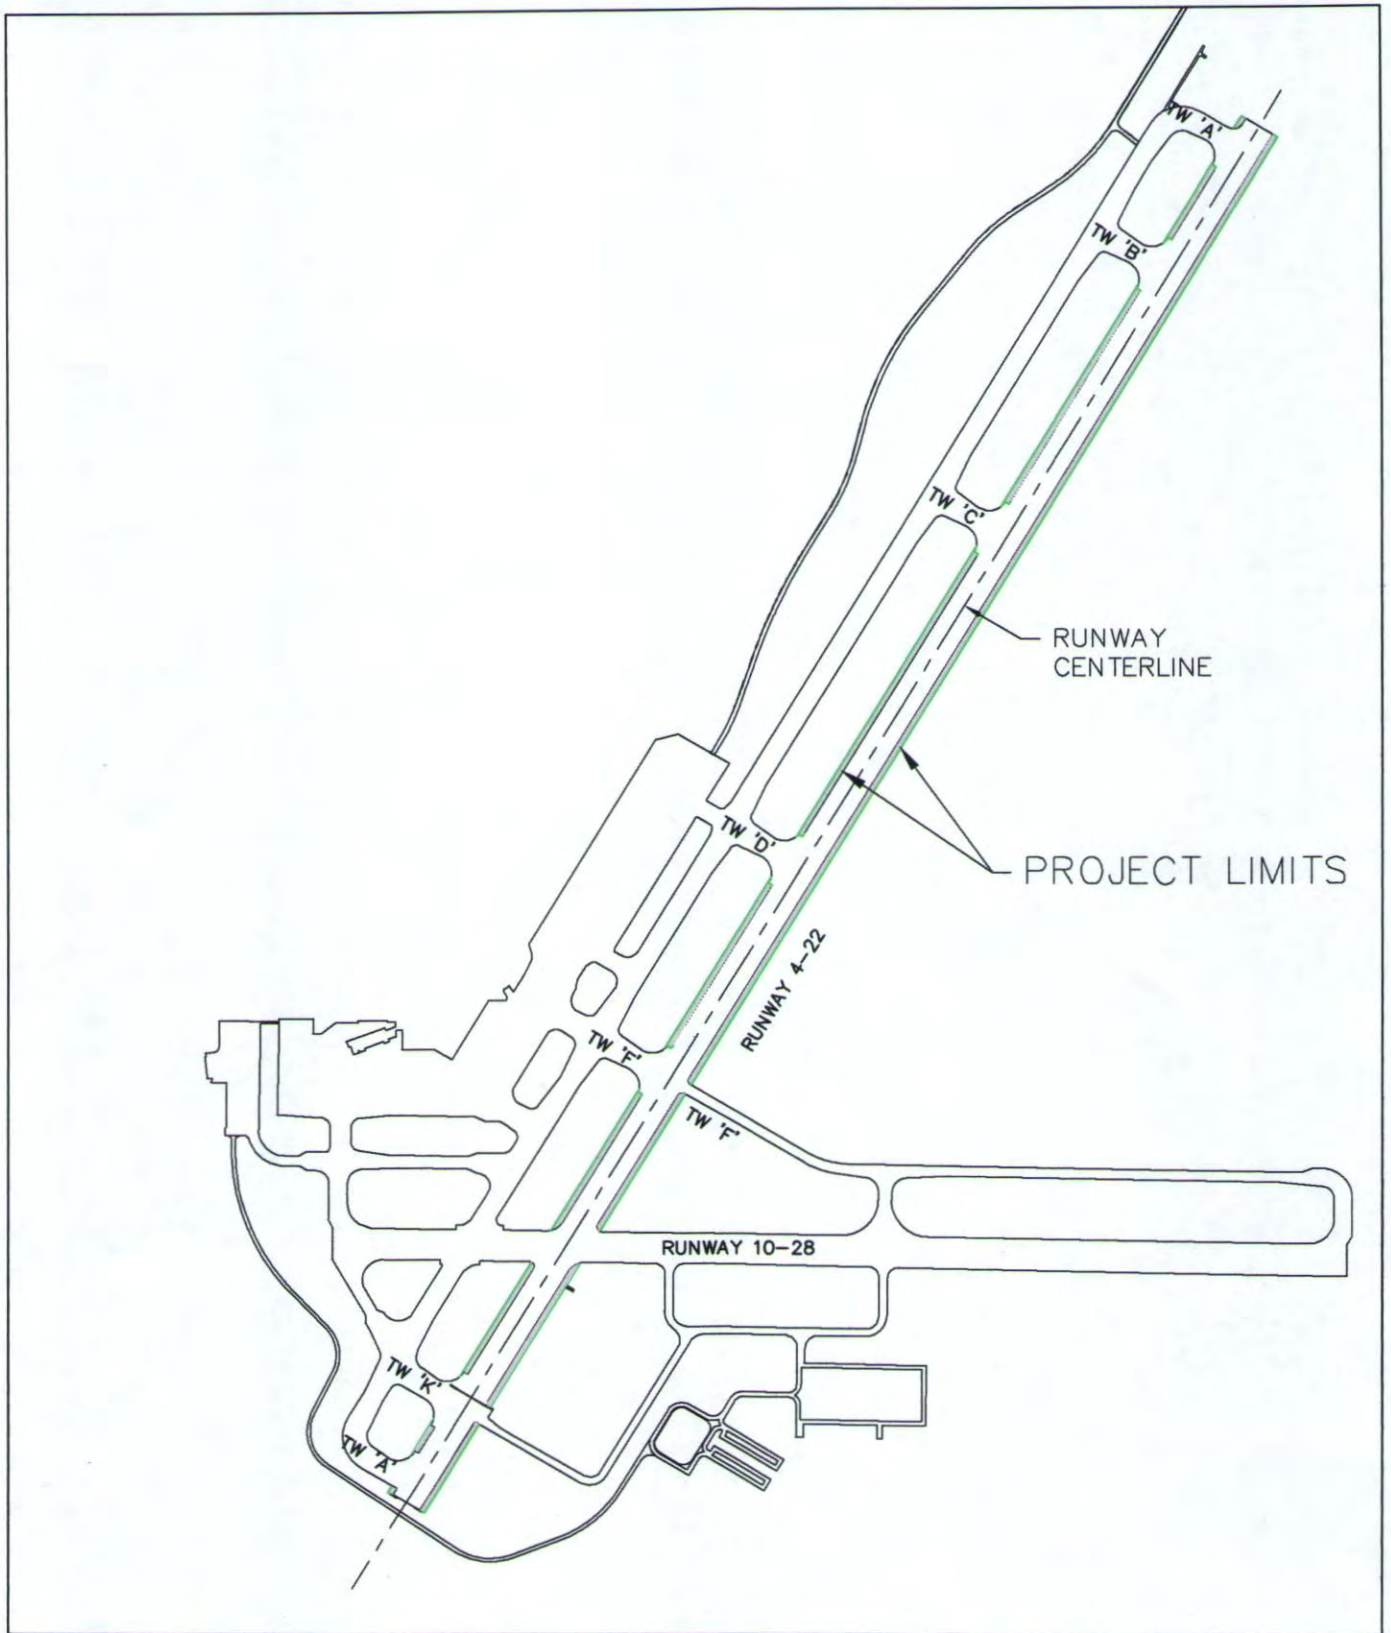 TW 'A'
TW 'B'
TW 'C'
RUNWAY
CENTERLINE
TW 'D'
PROJECT LIMITS
RUNWAY 4-22
TW 'F'
TW 'F'
RUNWAY 10-28
TW 'K'
TW 'A'